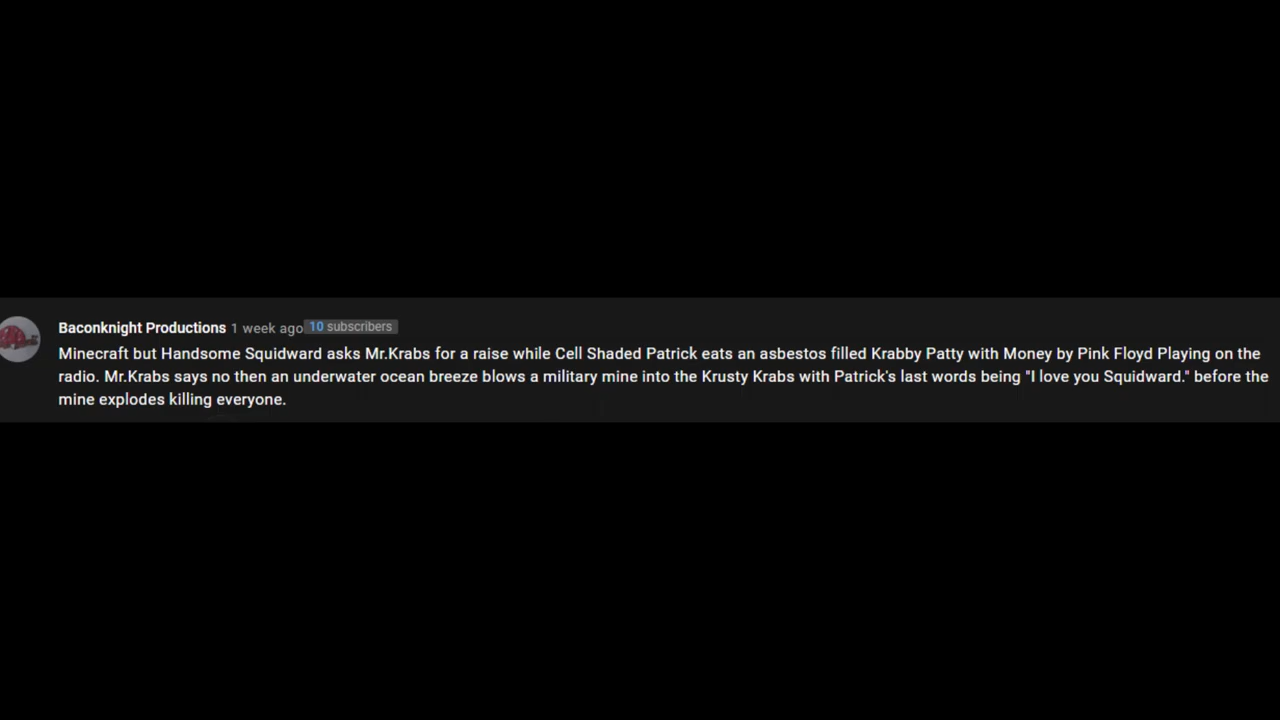 Baconknight Productions 1 week ago 10 subscribers
Minecraft but Handsome Squidward asks Mr.Krabs for a raise while Cell Shaded Patrick eats an asbestos filled Krabby Patty with Money by Pink Floyd Playing on the
radio. Mr.Krabs says no then an underwater ocean breeze blows a military mine into the Krusty Krabs with Patrick's last words being "I love you Squidward." before the
mine explodes killing everyone.